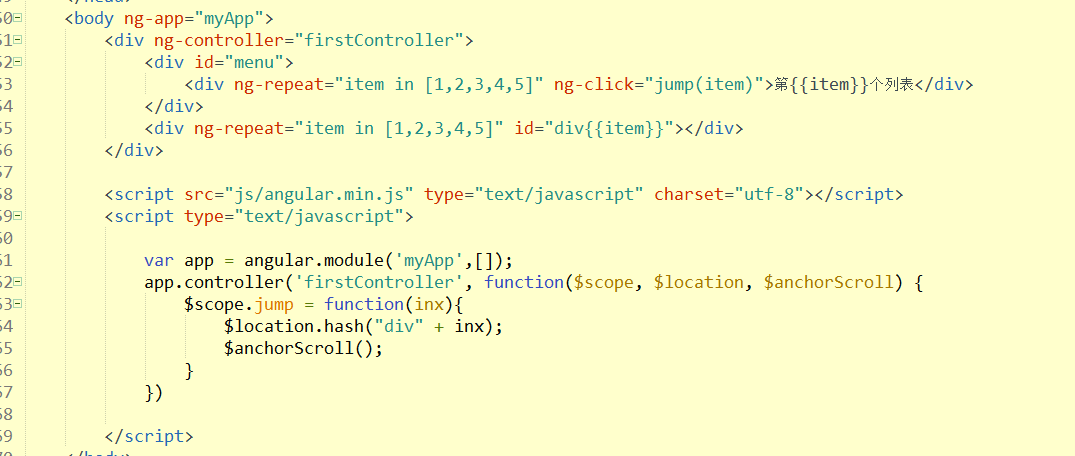 50 <body ng-app="myApp">
51 <div ng-controller="firstController">
52 <div id="menu">
53 <div ng-repeat="item in [1,2,3,4,5]" ng-click="jump(item)">第{{item}}个列表</div>
54 </div>
55 <div ng-repeat="item in [1,2,3,4,5]" id="div{{item}}"></div>
56 </div>
57
58 <script src="js/angular.min.js" type="text/javascript" charset="utf-8"></script>
59 <script type="text/javascript">
60
61 var app = angular.module('myApp',[]);
62 app.controller('firstController', function($scope, $location, $anchorScroll) {
63 $scope.jump = function(inx){
64 $location.hash("div" + inx);
65 $anchorScroll();
66 }
67 })
68
69 </script>